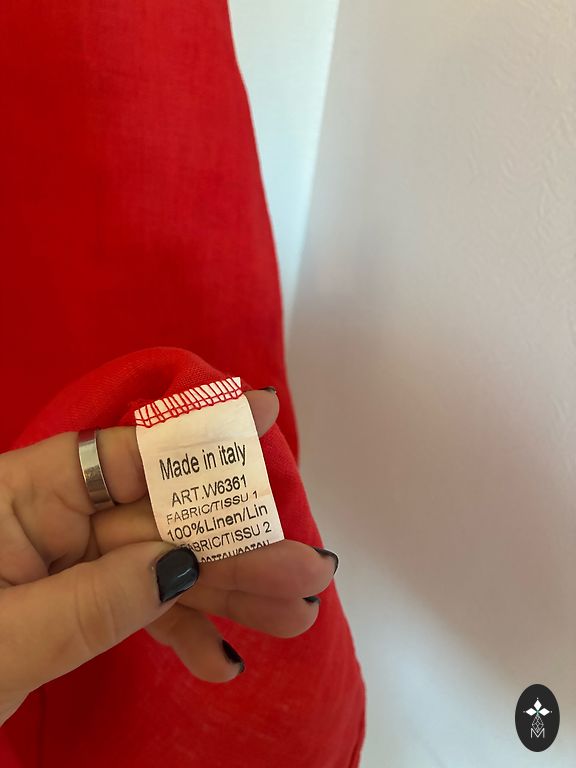 Made in italy
ART.W6361
FABRIC/TISSU 1
100%Linen/Lin
FABRIC/TISSU 2
M